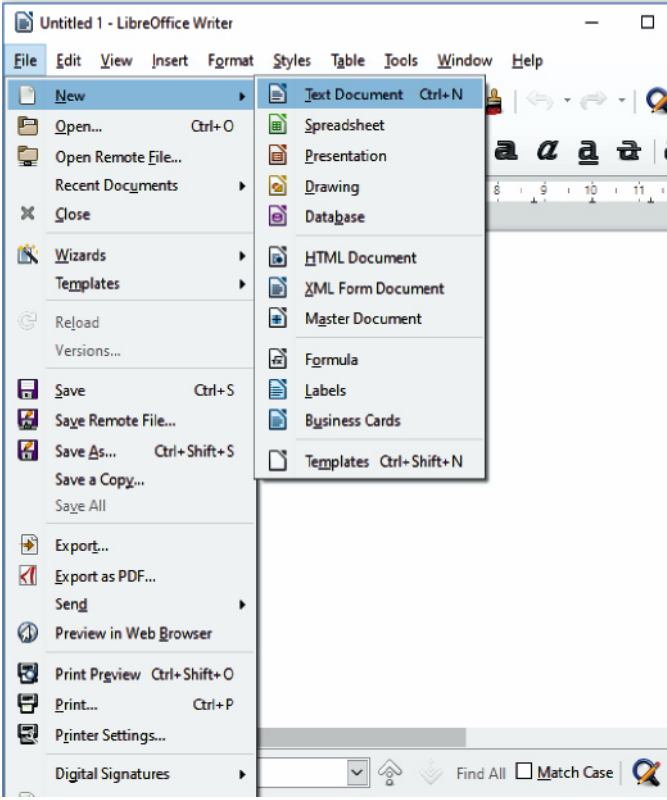 Untitled 1 - LibreOffice Writer
File Edit View Insert Format Styles Table Tools Window Help
New
Open... Ctrl+O
Open Remote File...
Recent Documents
Close
Wizards
Templates
Reload
Versions...
Save Ctrl+S
Save Remote File...
Save As... Ctrl+Shift+S
Save a Copy...
Save All
Export...
Export as PDF...
Send
Preview in Web Browser
Print Preview Ctrl+Shift+O
Print... Ctrl+P
Printer Settings...
Digital Signatures
Text Document Ctrl+N
Spreadsheet
Presentation
Drawing
Database
HTML Document
XML Form Document
Master Document
Formula
Labels
Business Cards
Templates Ctrl+Shift+N
a a a a
8 9 10 11
Find All Match Case